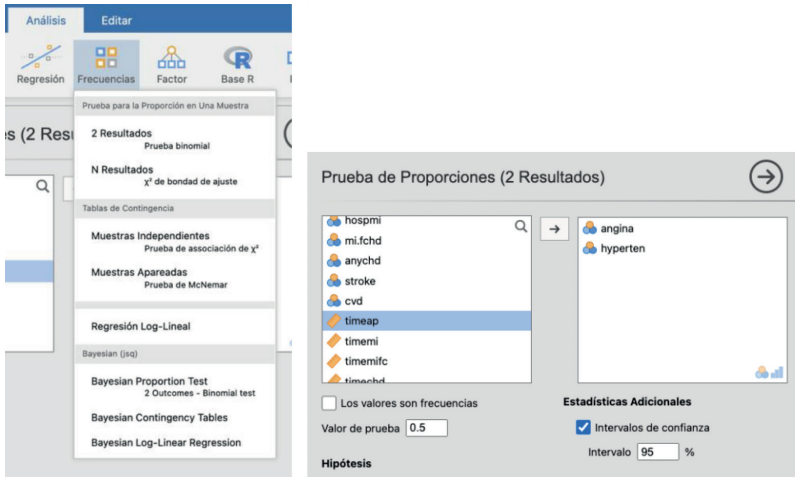 Análisis Editar
Regresión Frecuencias Factor Base R
Prueba para la Proporción en Una Muestra
s (2 Resu
2 Resultados
Prueba binomial
N Resultados
χ² de bondad de ajuste
Tablas de Contingencia
Muestras Independientes
Prueba de associación de χ²
Muestras Apareadas
Prueba de McNemar
Regresión Log-Lineal
Bayesian (jsq)
Bayesian Proportion Test
2 Outcomes - Binomial test
Bayesian Contingency Tables
Bayesian Log-Linear Regression
Prueba de Proporciones (2 Resultados)
hospmi
mi.fchd
anychd
stroke
cvd
timeap
timemi
timemifc
timechd
angina
hyperten
Los valores son frecuencias
Valor de prueba 0.5
Hipótesis
Estadísticas Adicionales
Intervalos de confianza
Intervalo 95 %